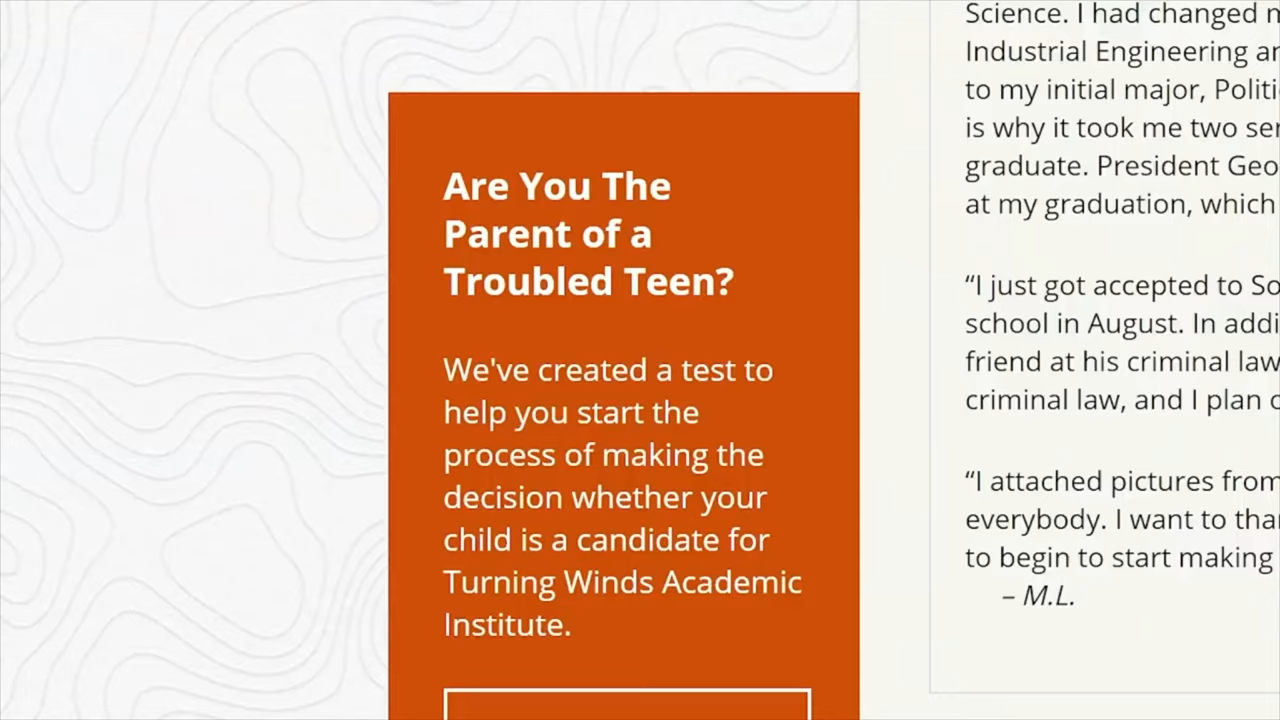 Are You The
Parent of a
Troubled Teen?
We've created a test to
help you start the
process of making the
decision whether your
child is a candidate for
Turning Winds Academic
Institute.
Science. I had changed
Industrial Engineering
to my initial major,
is why it took me two
graduate. President
at my graduation, which
“I just got accepted to
school in August. In
friend at his criminal law
criminal law, and I plan
“I attached pictures from
everybody. I want to
to begin to start making
– M.L.